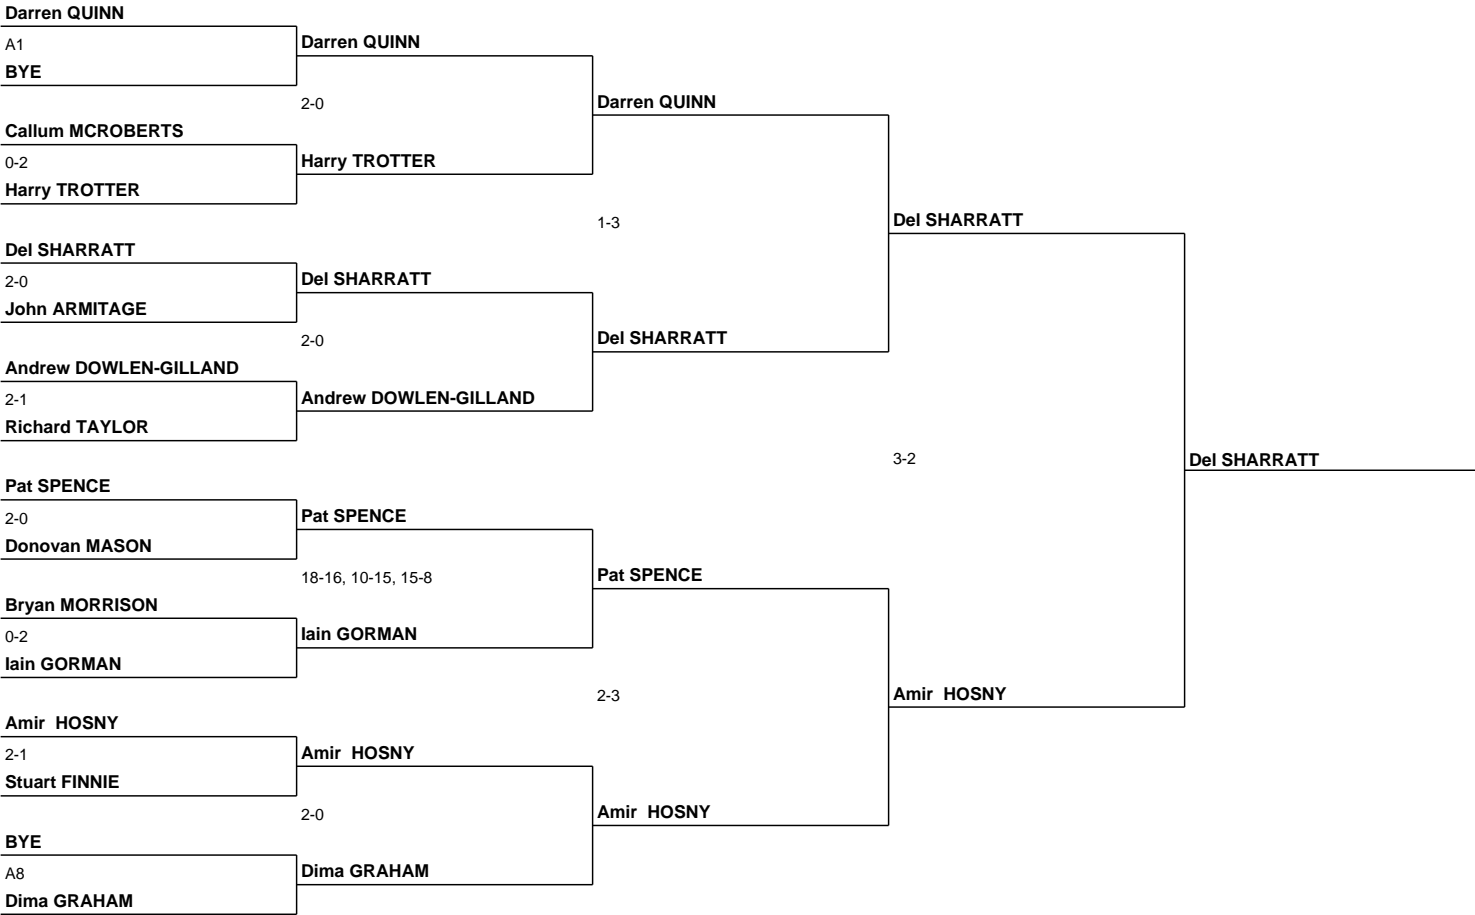 Darren QUINN
A1
BYE
Callum MCROBERTS
0-2
Harry TROTTER
Del SHARRATT
2-0
John ARMITAGE
Andrew DOWLEN-GILLAND
2-1
Richard TAYLOR
Pat SPENCE
2-0
Donovan MASON
Bryan MORRISON
0-2
Iain GORMAN
Amir  HOSNY
2-1
Stuart FINNIE
BYE
A8
Dima GRAHAM
Darren QUINN
2-0
Harry TROTTER
Del SHARRATT
2-0
Andrew DOWLEN-GILLAND
Pat SPENCE
18-16, 10-15, 15-8
Iain GORMAN
Amir  HOSNY
2-0
Dima GRAHAM
Darren QUINN
1-3
Del SHARRATT
Pat SPENCE
2-3
Amir  HOSNY
Del SHARRATT
3-2
Amir  HOSNY
Del SHARRATT